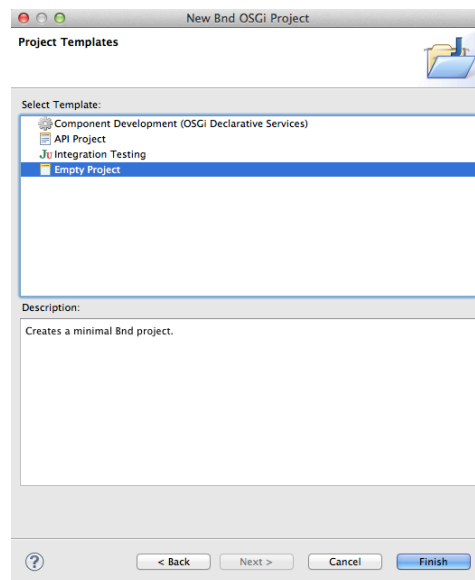 New Bnd OSGi Project
Project Templates
Select Template:
Component Development (OSGi Declarative Services)
API Project
Ju Integration Testing
Empty Project
Description:
Creates a minimal Bnd project.
? < Back Next > Cancel Finish